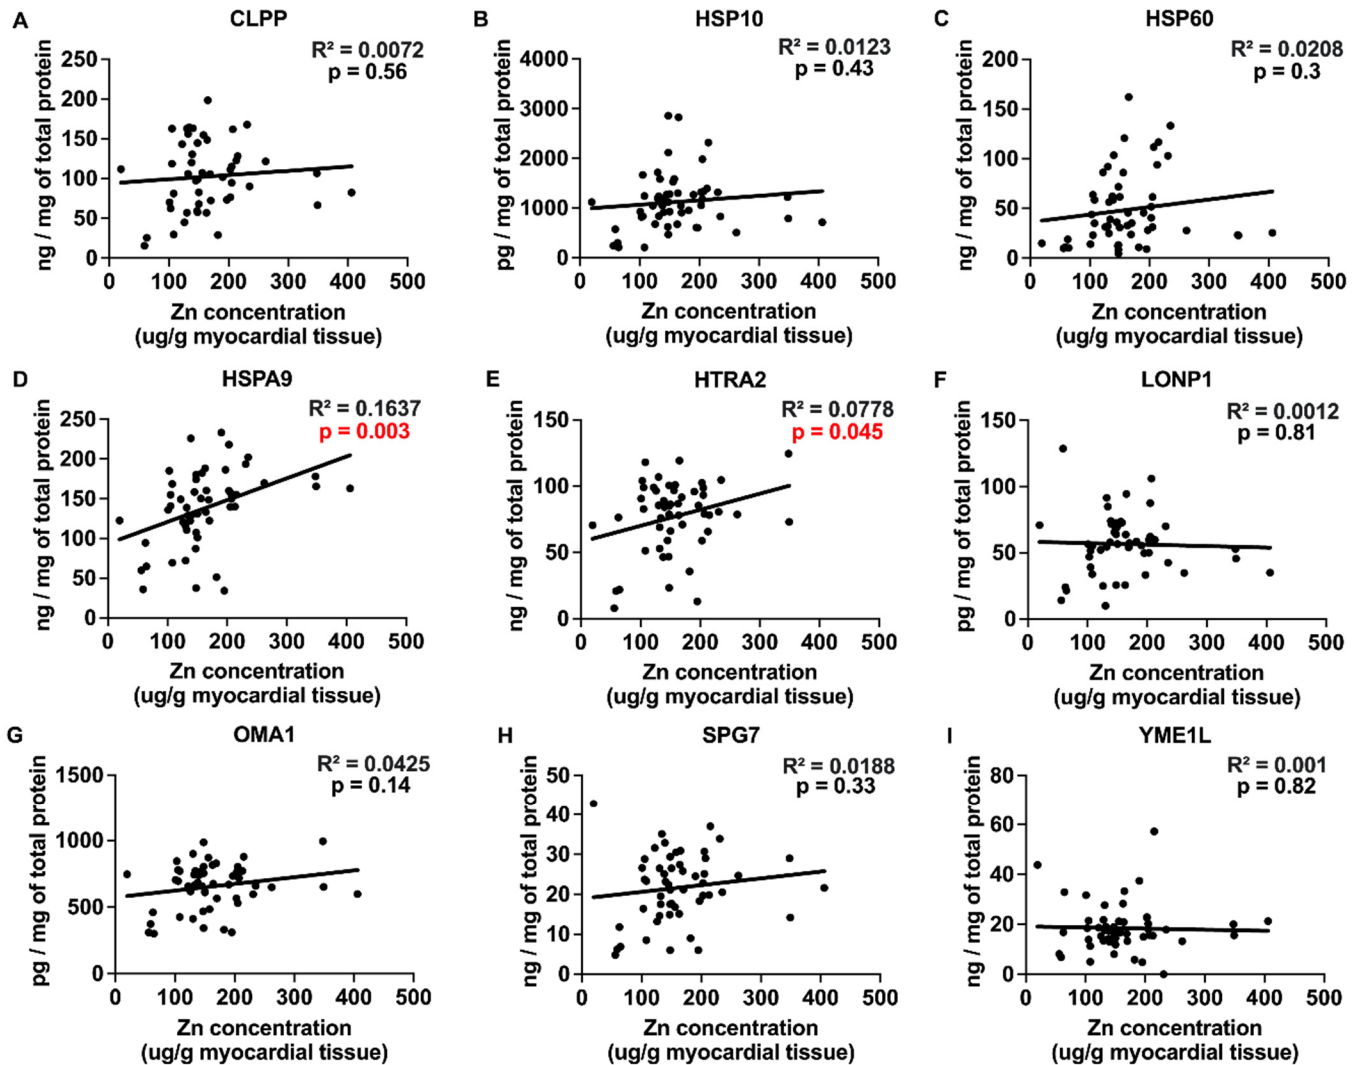 A
CLPP
R² = 0.0072
p = 0.56
ng / mg of total protein
250
200
150
100
50
0
0 100 200 300 400 500
Zn concentration
(ug/g myocardial tissue)
B
HSP10
R² = 0.0123
p = 0.43
pg / mg of total protein
4000
3000
2000
1000
0
0 100 200 300 400 500
Zn concentration
(ug/g myocardial tissue)
C
HSP60
R² = 0.0208
p = 0.3
ng / mg of total protein
200
150
100
50
0
0 100 200 300 400 500
Zn concentration
(ug/g myocardial tissue)
D
HSPA9
R² = 0.1637
p = 0.003
ng / mg of total protein
250
200
150
100
50
0
0 100 200 300 400 500
Zn concentration
(ug/g myocardial tissue)
E
HTRA2
R² = 0.0778
p = 0.045
ng / mg of total protein
150
100
50
0
0 100 200 300 400 500
Zn concentration
(ug/g myocardial tissue)
F
LONP1
R² = 0.0012
p = 0.81
pg / mg of total protein
150
100
50
0
0 100 200 300 400 500
Zn concentration
(ug/g myocardial tissue)
G
OMA1
R² = 0.0425
p = 0.14
pg / mg of total protein
1500
1000
500
0
0 100 200 300 400 500
Zn concentration
(ug/g myocardial tissue)
H
SPG7
R² = 0.0188
p = 0.33
ng / mg of total protein
50
40
30
20
10
0
0 100 200 300 400 500
Zn concentration
(ug/g myocardial tissue)
I
YME1L
R² = 0.001
p = 0.82
ng / mg of total protein
80
60
40
20
0
0 100 200 300 400 500
Zn concentration
(ug/g myocardial tissue)